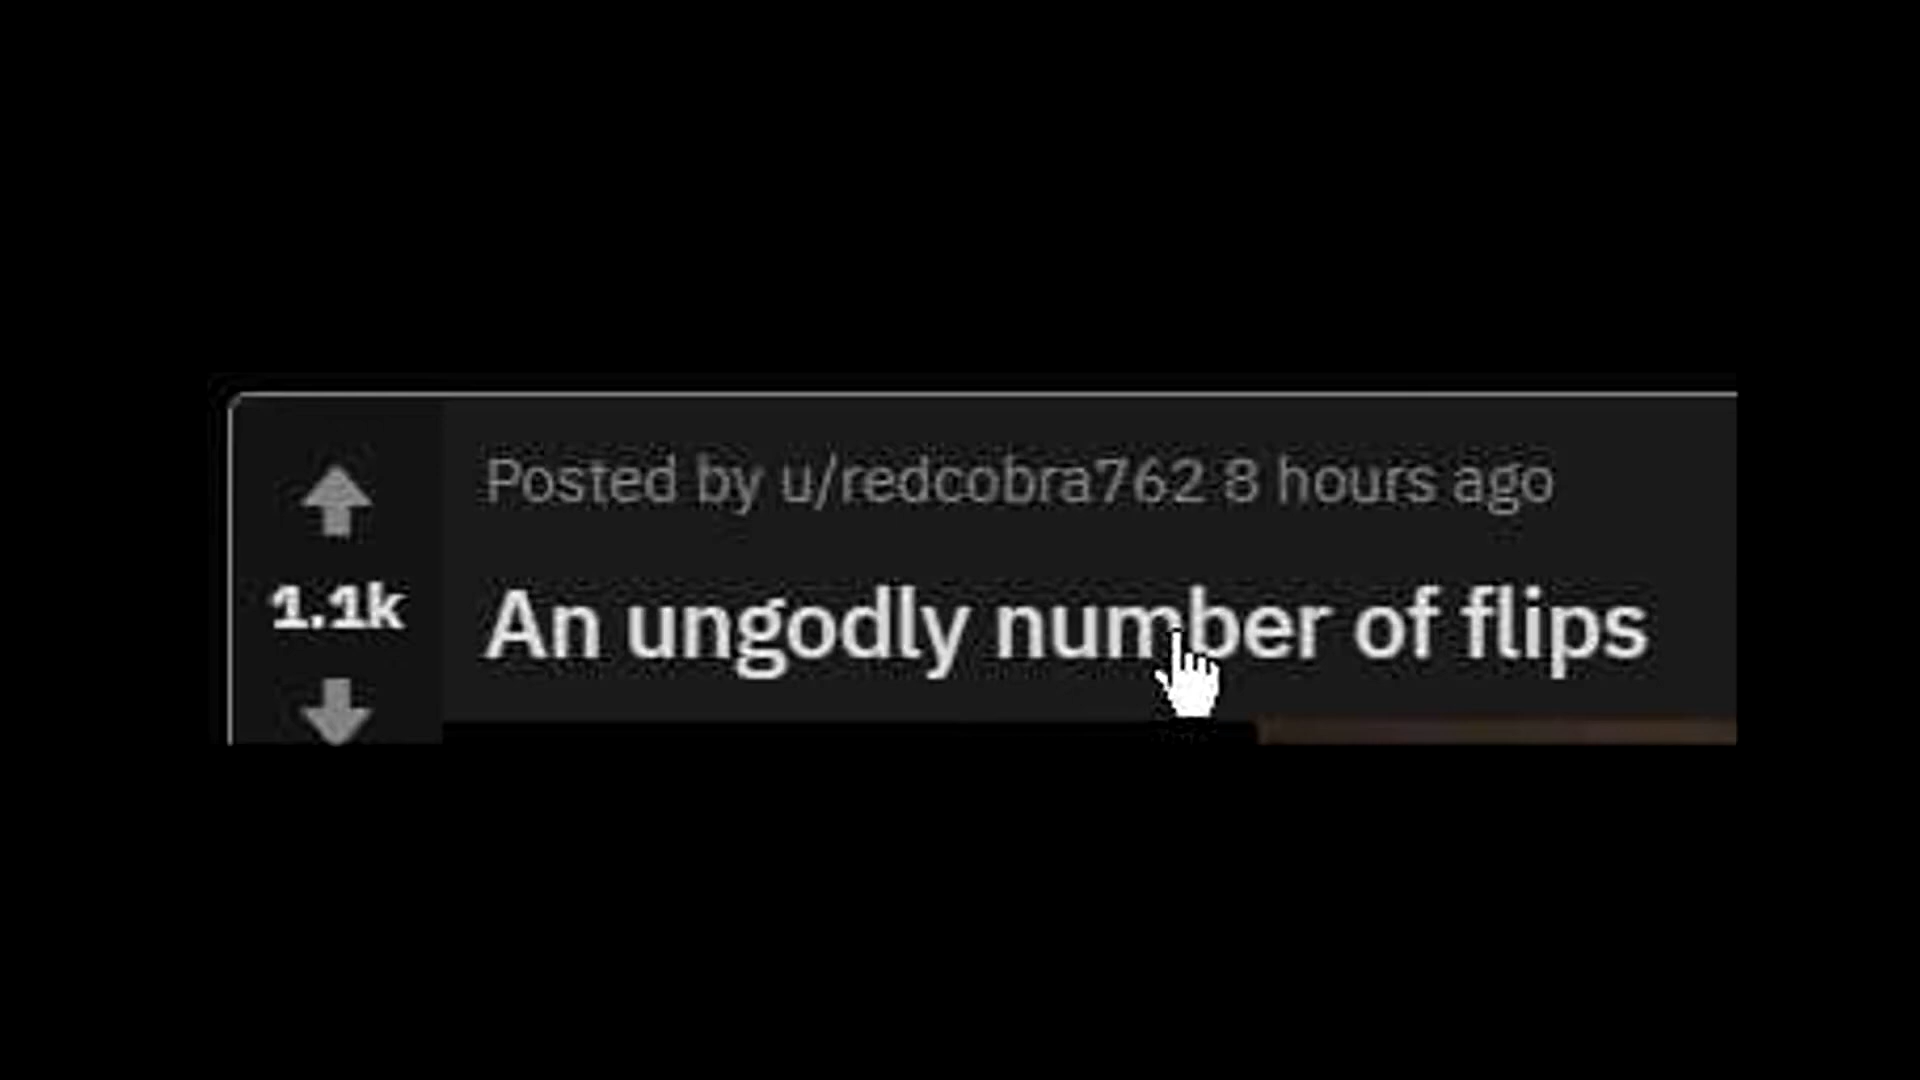 Posted by u/redcobra762 8 hours ago
1.1k
An ungodly number of flips